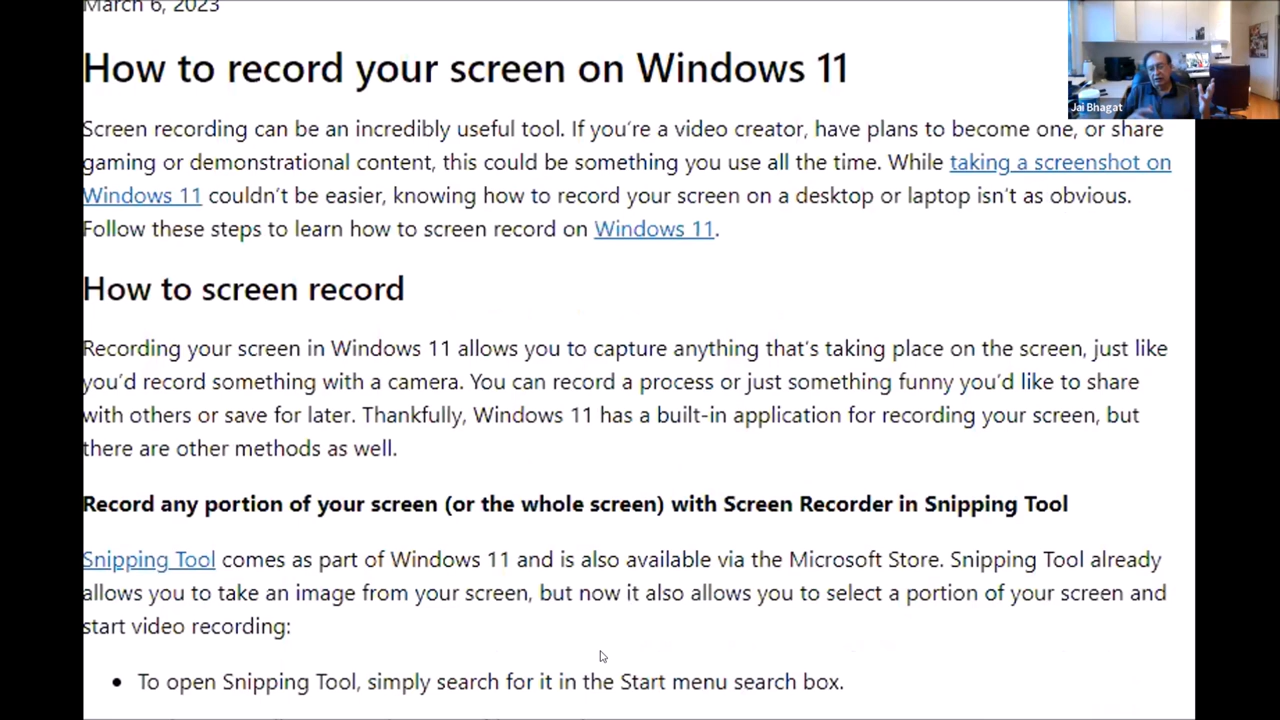 March 6, 2023
How to record your screen on Windows 11
Jai Bhagat
Screen recording can be an incredibly useful tool. If you’re a video creator, have plans to become one, or share
gaming or demonstrational content, this could be something you use all the time. While taking a screenshot on
Windows 11 couldn’t be easier, knowing how to record your screen on a desktop or laptop isn’t as obvious.
Follow these steps to learn how to screen record on Windows 11.
How to screen record
Recording your screen in Windows 11 allows you to capture anything that’s taking place on the screen, just like
you’d record something with a camera. You can record a process or just something funny you’d like to share
with others or save for later. Thankfully, Windows 11 has a built-in application for recording your screen, but
there are other methods as well.
Record any portion of your screen (or the whole screen) with Screen Recorder in Snipping Tool
Snipping Tool comes as part of Windows 11 and is also available via the Microsoft Store. Snipping Tool already
allows you to take an image from your screen, but now it also allows you to select a portion of your screen and
start video recording:
• To open Snipping Tool, simply search for it in the Start menu search box.